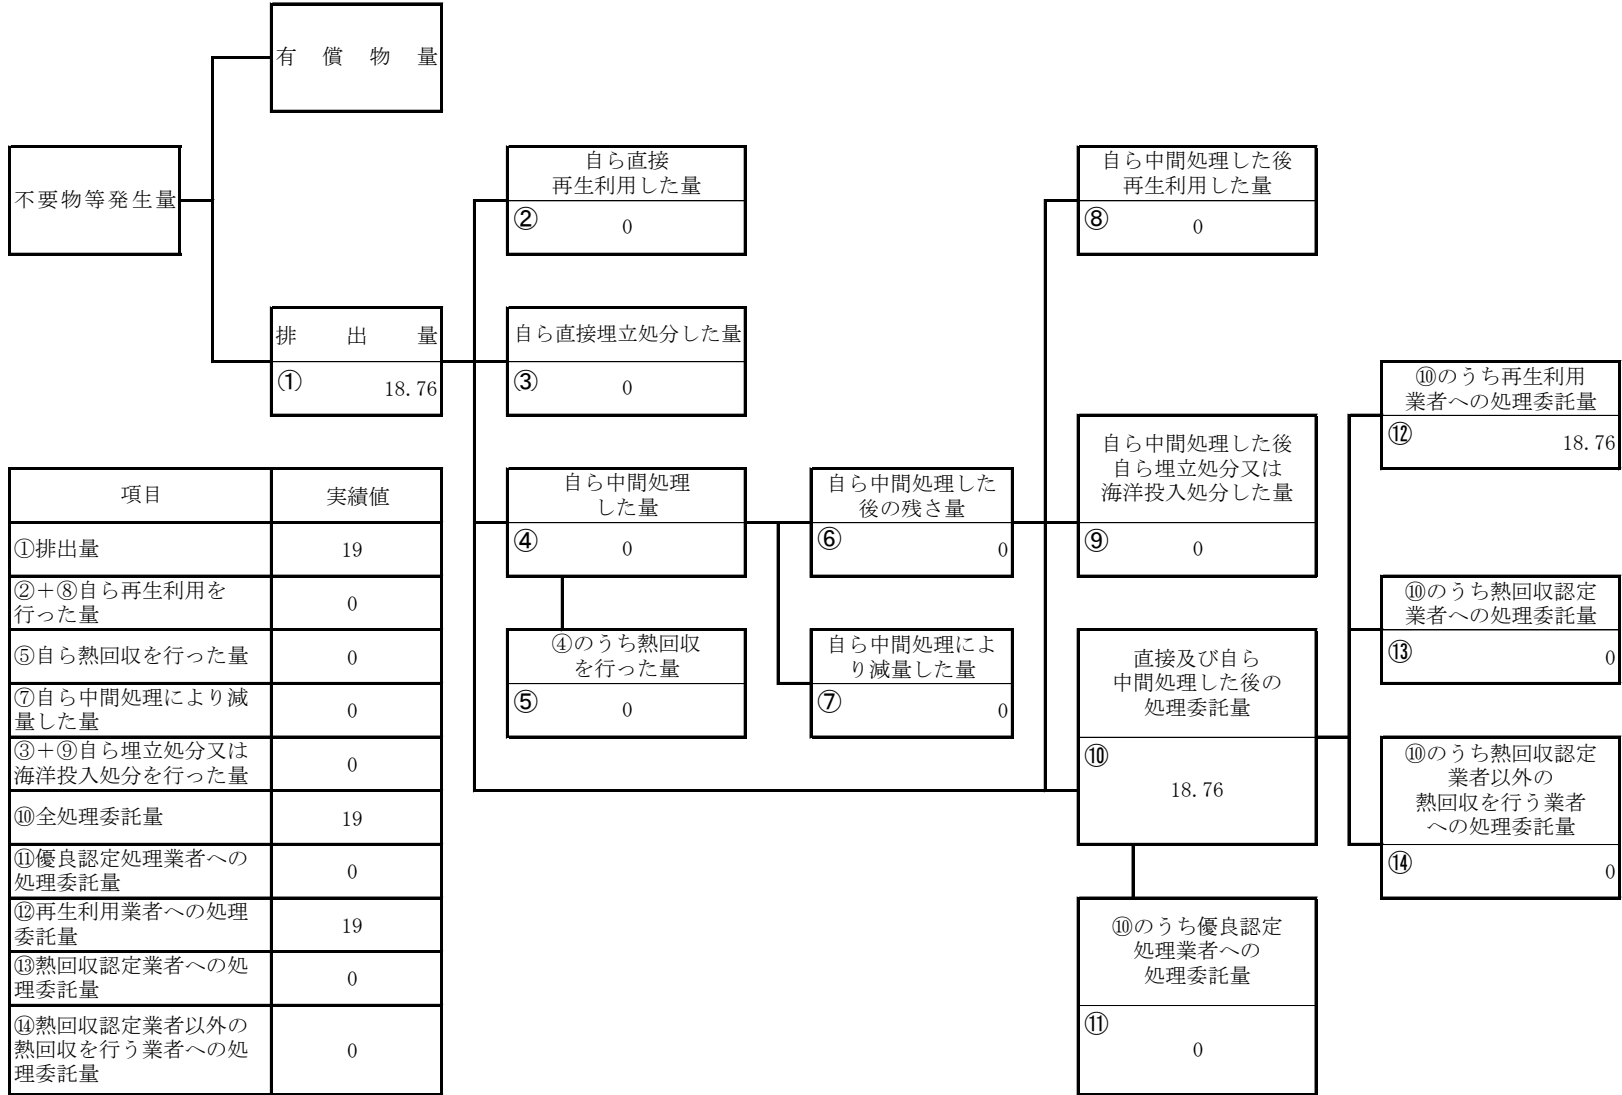 有償物量
不要物等発生量
排出量
① 18.76
自ら直接
再生利用した量
② 0
自ら直接埋立処分した量
③ 0
自ら中間処理
した量
④ 0
④のうち熱回収
を行った量
⑤ 0
自ら中間処理した
後の残さ量
⑥ 0
自ら中間処理によ
り減量した量
⑦ 0
自ら中間処理した後
再生利用した量
⑧ 0
自ら中間処理した後
自ら埋立処分又は
海洋投入処分した量
⑨ 0
直接及び自ら
中間処理した後の
処理委託量
⑩
18.76
⑩のうち優良認定
処理業者への
処理委託量
⑪
0
⑩のうち再生利用
業者への処理委託量
⑫ 18.76
⑩のうち熱回収認定
業者への処理委託量
⑬ 0
⑩のうち熱回収認定
業者以外の
熱回収を行う業者
への処理委託量
⑭ 0
項目 実績値
①排出量 19
②+⑧自ら再生利用を
行った量 0
⑤自ら熱回収を行った量 0
⑦自ら中間処理により減
量した量 0
③+⑨自ら埋立処分又は
海洋投入処分を行った量 0
⑩全処理委託量 19
⑪優良認定処理業者への
処理委託量 0
⑫再生利用業者への処理
委託量 19
⑬熱回収認定業者への処
理委託量 0
⑭熱回収認定業者以外の
熱回収を行う業者への処 0
理委託量